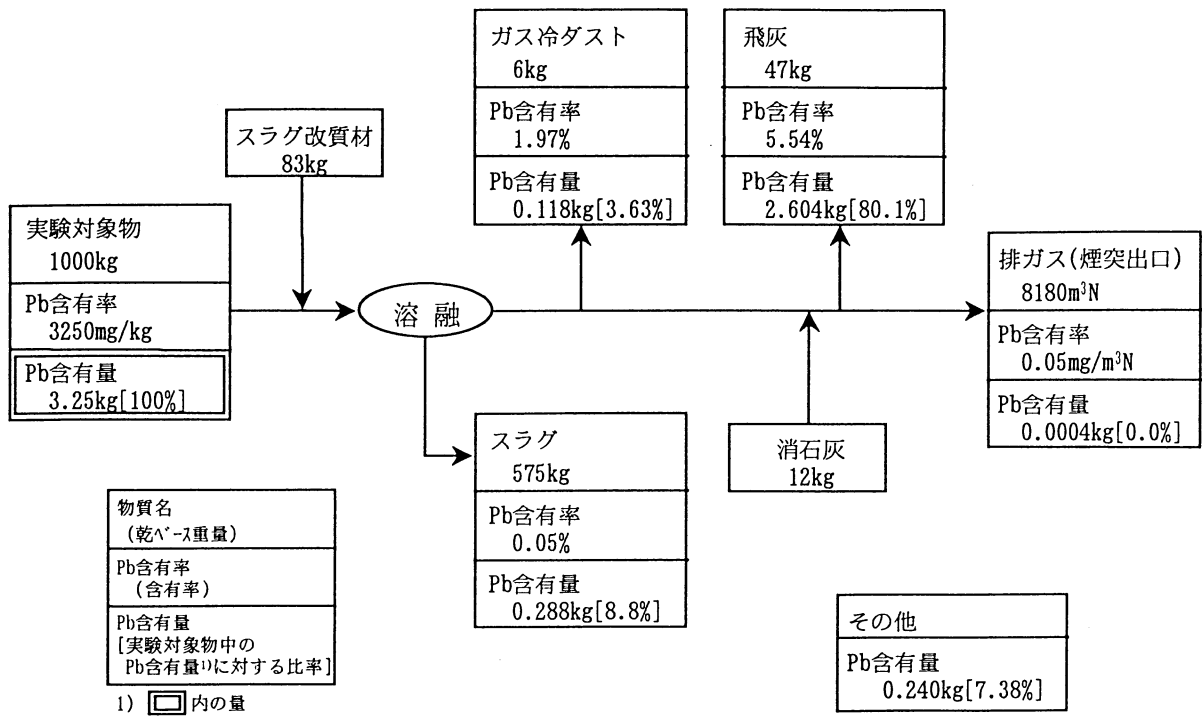 ガス冷ダスト
6kg
Pb含有率
1.97%
Pb含有量
0.118kg[3.63%]
飛灰
47kg
Pb含有率
5.54%
Pb含有量
2.604kg[80.1%]
スラグ改質材
83kg
実験対象物
1000kg
Pb含有率
3250mg/kg
Pb含有量
3.25kg[100%]
溶融
排ガス(煙突出口)
8180m³N
Pb含有率
0.05mg/m³N
Pb含有量
0.0004kg[0.0%]
スラグ
575kg
Pb含有率
0.05%
Pb含有量
0.288kg[8.8%]
消石灰
12kg
物質名
(乾ベース重量)
Pb含有率
(含有率)
Pb含有量
[実験対象物中の
Pb含有量¹⁾に対する比率]
1) 内の量
その他
Pb含有量
0.240kg[7.38%]